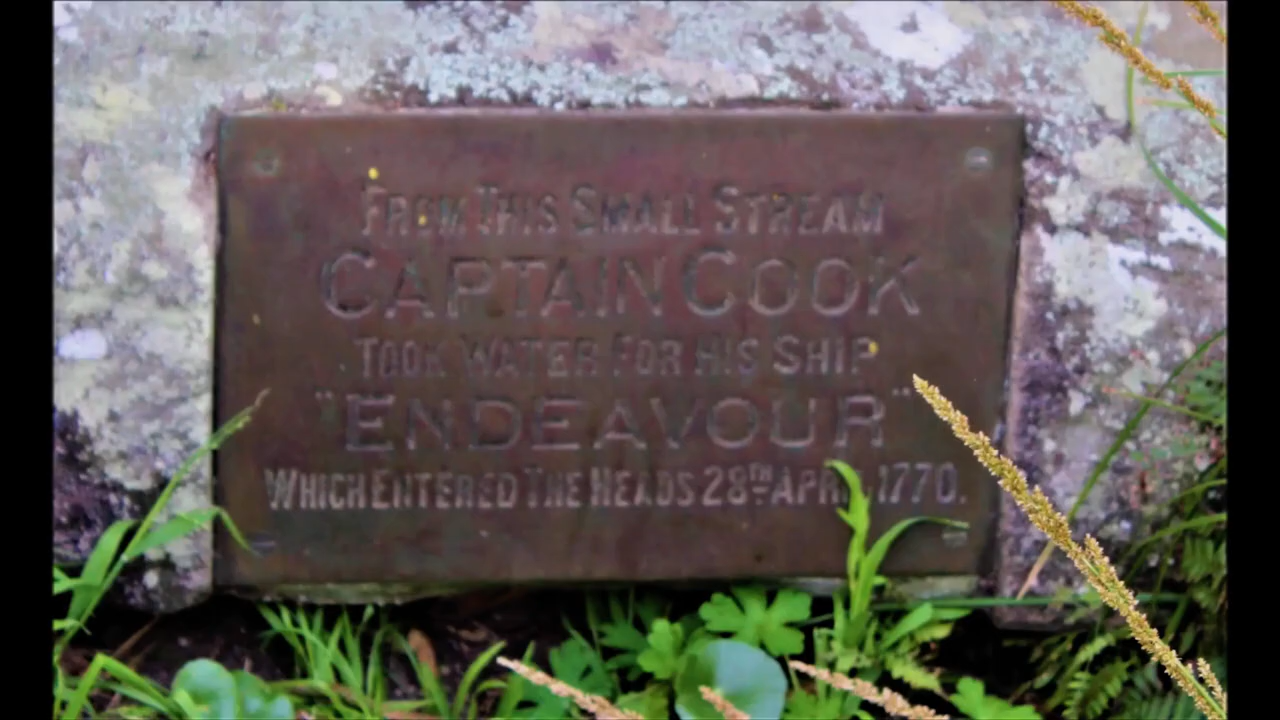 FROM THIS SMALL STREAM
CAPTAIN COOK
TOOK WATER FOR HIS SHIP
"ENDEAVOUR"
WHICH ENTERED THE HEADS 28TH APRIL 1770.